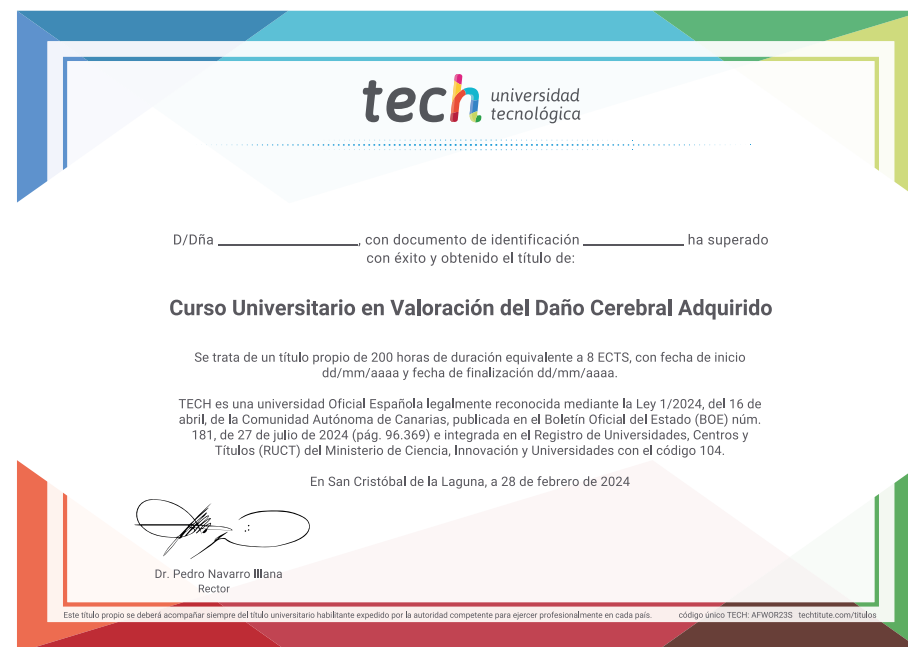 tech universidad
tecnológica
D/Dña ______________, con documento de identificación __________ ha superado
con éxito y obtenido el título de:
Curso Universitario en Valoración del Daño Cerebral Adquirido
Se trata de un título propio de 200 horas de duración equivalente a 8 ECTS, con fecha de inicio
dd/mm/aaaa y fecha de finalización dd/mm/aaaa.
TECH es una universidad Oficial Española legalmente reconocida mediante la Ley 1/2024, del 16 de
abril, de la Comunidad Autónoma de Canarias, publicada en el Boletín Oficial del Estado (BOE) núm.
181, de 27 de julio de 2024 (pág. 96.369) e integrada en el Registro de Universidades, Centros y
Títulos (RUCT) del Ministerio de Ciencia, Innovación y Universidades con el código 104.
En San Cristóbal de la Laguna, a 28 de febrero de 2024
Dr. Pedro Navarro Illana
Rector
Este título propio se deberá acompañar siempre del título universitario habilitante expedido por la autoridad competente para ejercer profesionalmente en cada país. código único TECH: AFWOR23S techtitute.com/titulos